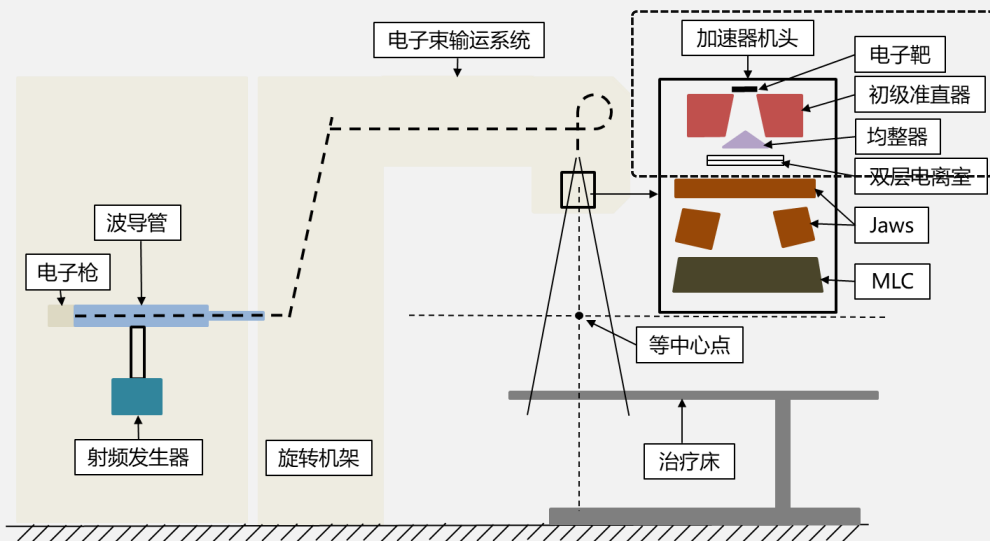 电子束输运系统
加速器机头
电子靶
初级准直器
均整器
双层电离室
Jaws
MLC
波导管
电子枪
等中心点
射频发生器
旋转机架
治疗床